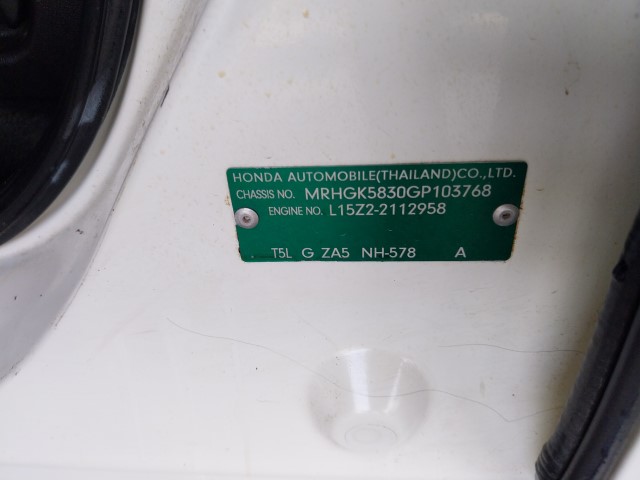 HONDA AUTOMOBILE(THAILAND)CO.,LTD.
CHASSIS NO. MRHGK5830GP103768
ENGINE NO. L15Z2-2112958
T5L G ZA5 NH-578 A